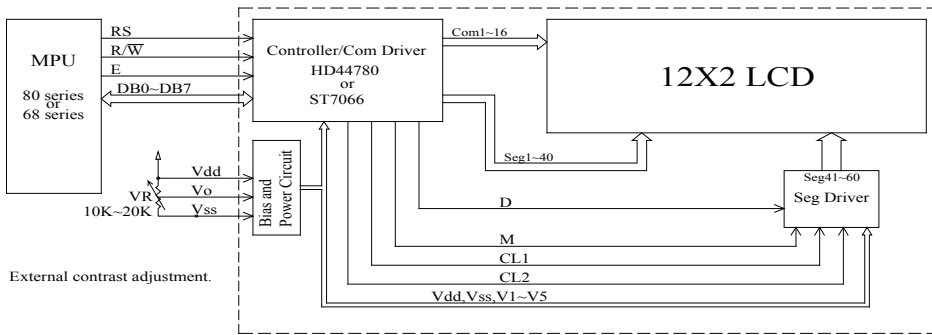 MPU
80 series
or
68 series
RS
R/W̅
E
DB0~DB7
Controller/Com Driver
HD44780
or
ST7066
Com1~16
12X2 LCD
Seg1~40
Seg41~60
Seg Driver
Vdd
Vo
Vss
VR
10K~20K
Bias and
Power Circuit
D
M
CL1
CL2
Vdd,Vss,V1~V5
External contrast adjustment.